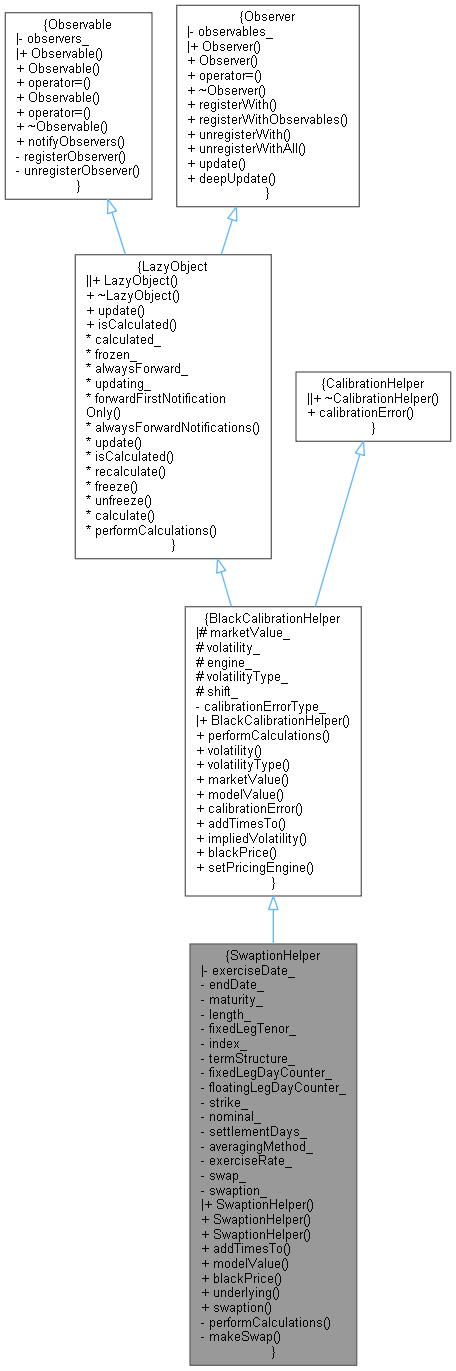 {Observable
|- observers_
|+ Observable()
+ Observable()
+ operator=()
+ Observable()
+ operator=()
+ ~Observable()
+ notifyObservers()
- registerObserver()
- unregisterObserver()
}
{Observer
|- observables_
|+ Observer()
+ Observer()
+ operator=()
+ ~Observer()
+ registerWith()
+ registerWithObservables()
+ unregisterWith()
+ unregisterWithAll()
+ update()
+ deepUpdate()
}
{LazyObject
||+ LazyObject()
+ ~LazyObject()
+ update()
+ isCalculated()
* calculated_
* frozen_
* alwaysForward_
* updating_
* forwardFirstNotification
Only()
* alwaysForwardNotifications()
* update()
* isCalculated()
* recalculate()
* freeze()
* unfreeze()
* calculate()
* performCalculations()
}
{CalibrationHelper
||+ ~CalibrationHelper()
+ calibrationError()
}
{BlackCalibrationHelper
|# marketValue_
# volatility_
# engine_
# volatilityType_
# shift_
- calibrationErrorType_
|+ BlackCalibrationHelper()
+ performCalculations()
+ volatility()
+ volatilityType()
+ marketValue()
+ modelValue()
+ calibrationError()
+ addTimesTo()
+ impliedVolatility()
+ blackPrice()
+ setPricingEngine()
}
{SwaptionHelper
|- exerciseDate_
- endDate_
- maturity_
- length_
- fixedLegTenor_
- index_
- termStructure_
- fixedLegDayCounter_
- floatingLegDayCounter_
- strike_
- nominal_
- settlementDays_
- averagingMethod_
- exerciseRate_
- swap_
- swaption_
|+ SwaptionHelper()
+ SwaptionHelper()
+ SwaptionHelper()
+ addTimesTo()
+ modelValue()
+ blackPrice()
+ underlying()
+ swaption()
- performCalculations()
- makeSwap()
}